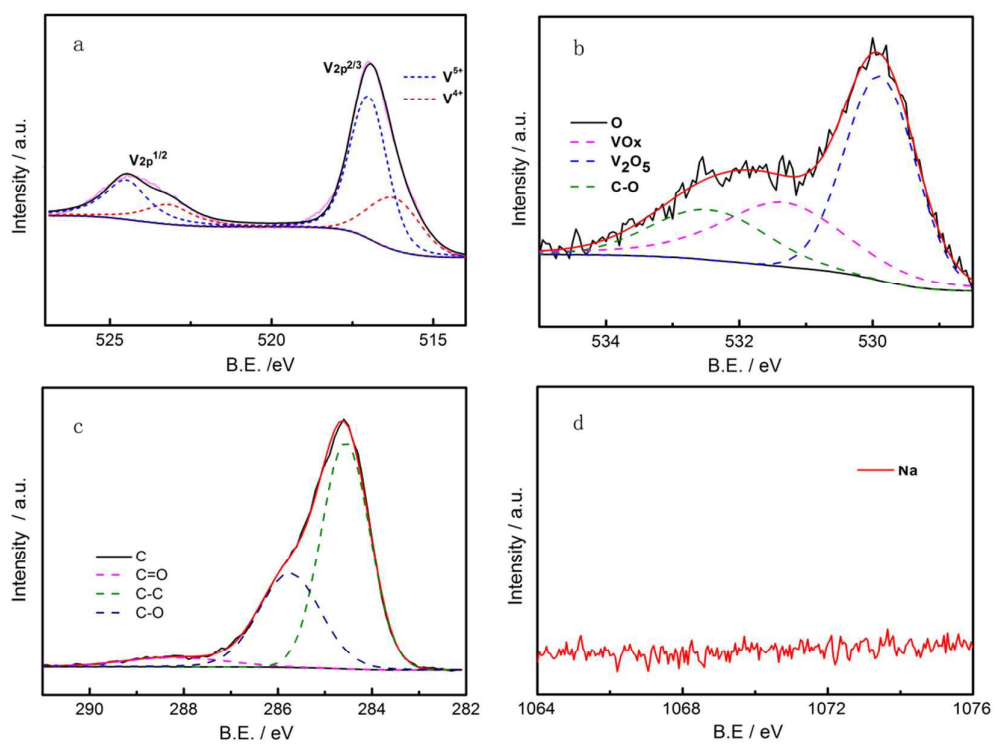 a
V2p2/3
V5+
V4+
V2p1/2
Intensity / a.u.
525
520
515
B.E. /eV
b
O
VOx
V2O5
C-O
Intensity / a.u.
534
532
530
B.E. / eV
c
C
C=O
C-C
C-O
Intensity / a.u.
290
288
286
284
282
B.E. / eV
d
Na
Intensity / a.u.
1064
1068
1072
1076
B.E / eV